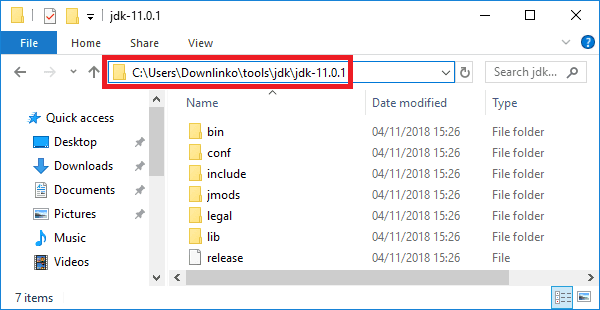 jdk-11.0.1
File Home Share View
C:\Users\Downlinko\tools\jdk\jdk-11.0.1 Search jdk...
Name Date modified Type
Quick access
Desktop
Downloads
Documents
Pictures
Music
Videos
bin 04/11/2018 15:26 File folder
conf 04/11/2018 15:26 File folder
include 04/11/2018 15:26 File folder
jmods 04/11/2018 15:26 File folder
legal 04/11/2018 15:26 File folder
lib 04/11/2018 15:26 File folder
release 04/11/2018 15:26 File
7 items